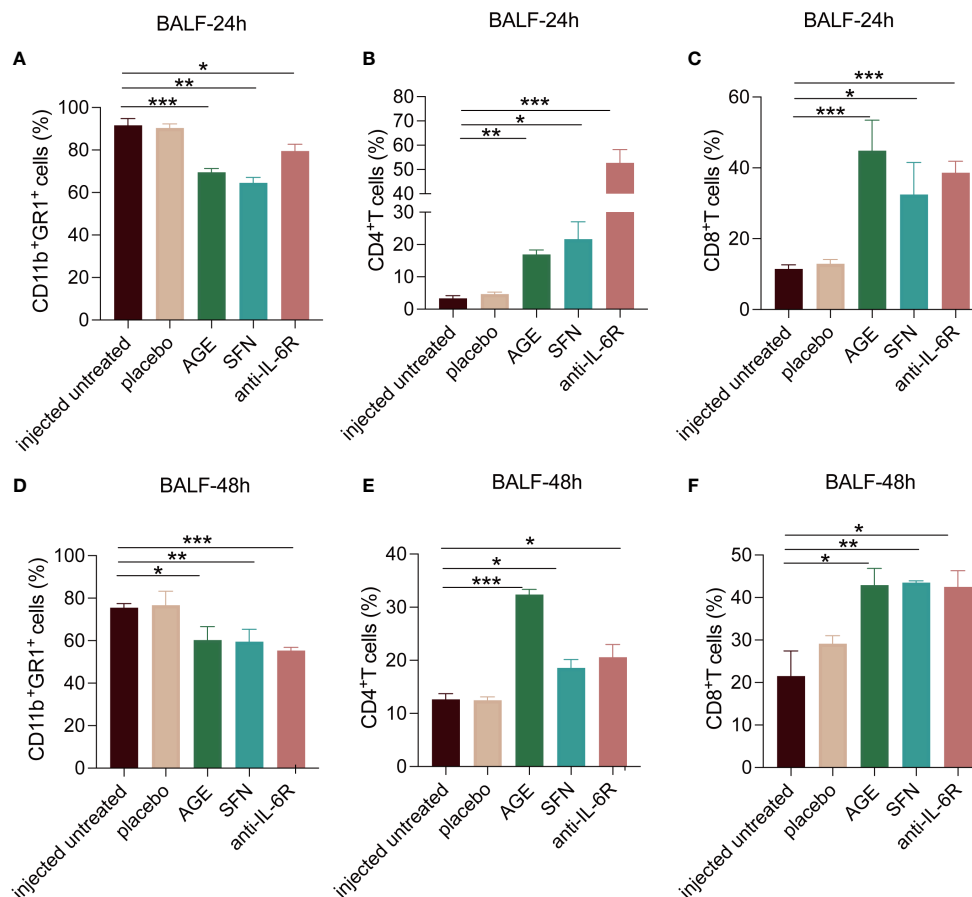 BALF-24h
BALF-24h
BALF-24h
A
B
C
*
**
***
100
80
60
40
20
0
CD11b⁺GR1⁺ cells (%)
injected untreated
placebo
AGE
SFN
anti-IL-6R
***
*
**
80
70
60
50
40
30
20
10
0
CD4⁺T cells (%)
injected untreated
placebo
AGE
SFN
anti-IL-6R
***
*
***
60
40
20
0
CD8⁺T cells (%)
injected untreated
placebo
AGE
SFN
anti-IL-6R
BALF-48h
BALF-48h
BALF-48h
D
E
F
***
**
*
100
80
60
40
20
0
CD11b⁺GR1⁺ cells (%)
injected untreated
placebo
AGE
SFN
anti-IL-6R
*
*
***
40
30
20
10
0
CD4⁺T cells (%)
injected untreated
placebo
AGE
SFN
anti-IL-6R
*
**
*
50
40
30
20
10
0
CD8⁺T cells (%)
injected untreated
placebo
AGE
SFN
anti-IL-6R